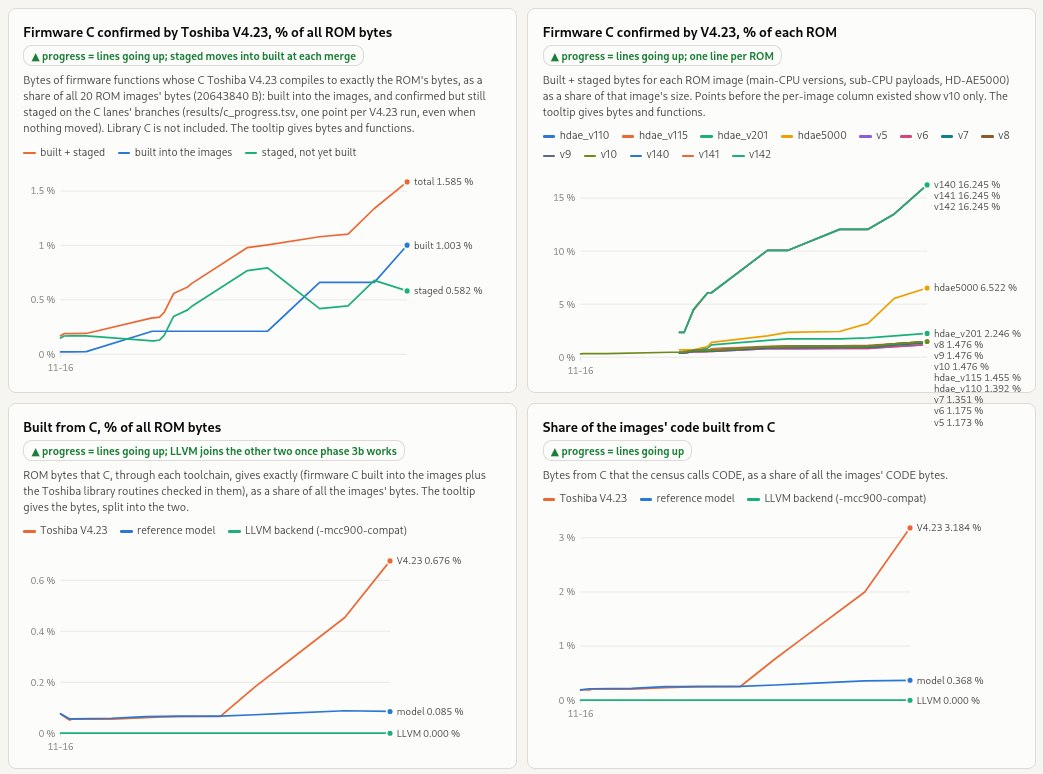 Firmware C confirmed by Toshiba V4.23, % of all ROM bytes
▲ progress = lines going up; staged moves into built at each merge
Bytes of firmware functions whose C Toshiba V4.23 compiles to exactly the ROM's bytes, as a
share of all 20 ROM images' bytes (20643840 B): built into the images, and confirmed but still
staged on the C lanes' branches (results/c_progress.tsv, one point per V4.23 run, even when
nothing moved). Library C is not included. The tooltip gives bytes and functions.
built + staged built into the images staged, not yet built
1.5 %
1 %
0.5 %
0 %
11-16
total 1.585 %
built 1.003 %
staged 0.582 %
Firmware C confirmed by V4.23, % of each ROM
▲ progress = lines going up; one line per ROM
Built + staged bytes for each ROM image (main-CPU versions, sub-CPU payloads, HD-AE5000)
as a share of that image's size. Points before the per-image column existed show v10 only. The
tooltip gives bytes and functions.
hdae_v110 hdae_v115 hdae_v201 hdae5000 v5 v6 v7 v8
v9 v10 v140 v141 v142
15 %
10 %
5 %
0 %
11-16
v140 16.245 %
v141 16.245 %
v142 16.245 %
hdae5000 6.522 %
hdae_v201 2.246 %
v8 1.476 %
v9 1.476 %
v10 1.476 %
hdae_v115 1.455 %
hdae_v110 1.392 %
v7 1.351 %
v6 1.175 %
v5 1.173 %
Built from C, % of all ROM bytes
▲ progress = lines going up; LLVM joins the other two once phase 3b works
ROM bytes that C, through each toolchain, gives exactly (firmware C built into the images plus
the Toshiba library routines checked in them), as a share of all the images' bytes. The tooltip
gives the bytes, split into the two.
Toshiba V4.23 reference model LLVM backend (-mcc900-compat)
0.6 %
0.4 %
0.2 %
0 %
11-16
V4.23 0.676 %
model 0.085 %
LLVM 0.000 %
Share of the images' code built from C
▲ progress = lines going up
Bytes from C that the census calls CODE, as a share of all the images' CODE bytes.
Toshiba V4.23 reference model LLVM backend (-mcc900-compat)
3 %
2 %
1 %
0 %
11-16
V4.23 3.184 %
model 0.368 %
LLVM 0.000 %